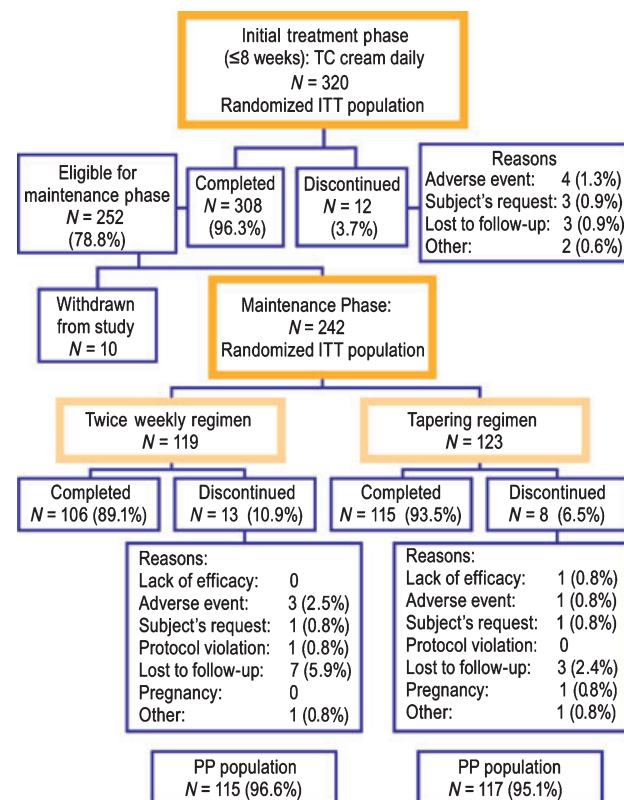 Initial treatment phase
(≤8 weeks): TC cream daily
N = 320
Randomized ITT population
Eligible for
maintenance phase
N = 252
(78.8%)
Completed
N = 308
(96.3%)
Discontinued
N = 12
(3.7%)
Reasons
Adverse event: 4 (1.3%)
Subject's request: 3 (0.9%)
Lost to follow-up: 3 (0.9%)
Other: 2 (0.6%)
Withdrawn
from study
N = 10
Maintenance Phase:
N = 242
Randomized ITT population
Twice weekly regimen
N = 119
Tapering regimen
N = 123
Completed
N = 106 (89.1%)
Discontinued
N = 13 (10.9%)
Completed
N = 115 (93.5%)
Discontinued
N = 8 (6.5%)
Reasons:
Lack of efficacy: 0
Adverse event: 3 (2.5%)
Subject's request: 1 (0.8%)
Protocol violation: 1 (0.8%)
Lost to follow-up: 7 (5.9%)
Pregnancy: 0
Other: 1 (0.8%)
Reasons:
Lack of efficacy: 1 (0.8%)
Adverse event: 1 (0.8%)
Subject's request: 1 (0.8%)
Protocol violation: 0
Lost to follow-up: 3 (2.4%)
Pregnancy: 1 (0.8%)
Other: 1 (0.8%)
PP population
N = 115 (96.6%)
PP population
N = 117 (95.1%)